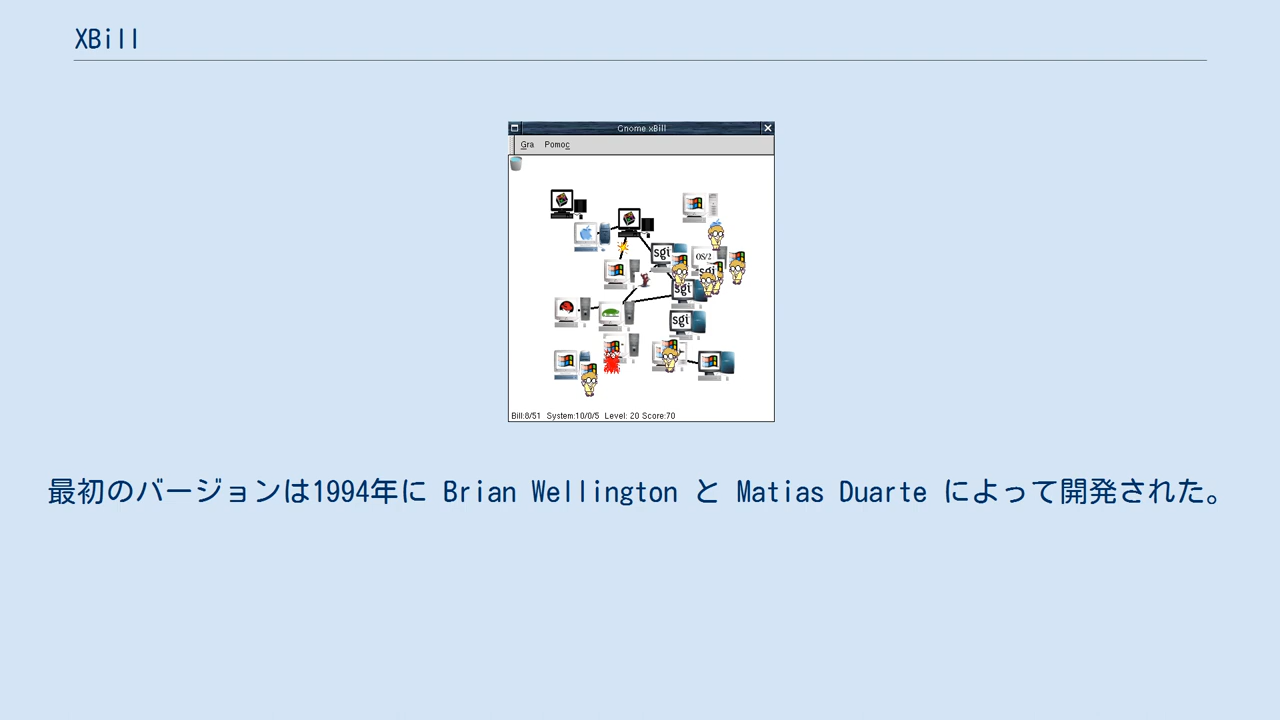 XBill
Gnome xBill
Gra Pomoc
sgi
OS/2
sgi
sgi
sgi
Bill:8/51 System:10/0/5 Level: 20 Score:70
最初のバージョンは1994年に Brian Wellington と Matias Duarte によって開発された。